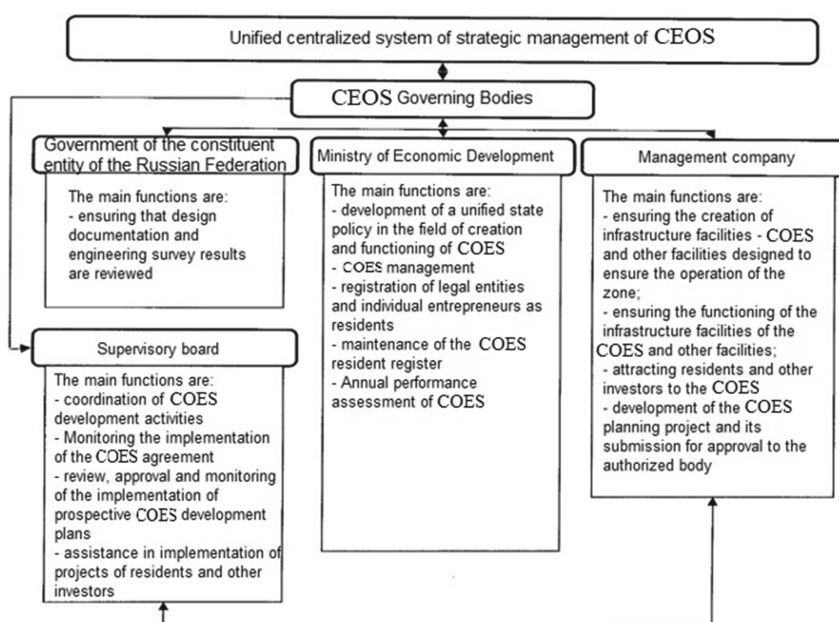 Unified centralized system of strategic management of CEOS
CEOS Governing Bodies
Government of the constituent
entity of the Russian Federation
The main functions are:
- ensuring that design
documentation and
engineering survey results
are reviewed
Supervisory board
The main functions are:
- coordination of COES
development activities
- Monitoring the implementation
of the COES agreement
- review, approval and monitoring
of the implementation of
prospective COES development
plans
- assistance in implementation of
projects of residents and other
investors
Ministry of Economic Development
The main functions are:
- development of a unified state
policy in the field of creation
and functioning of COES
- COES management
- registration of legal entities
and individual entrepreneurs as
residents
- maintenance of the COES
resident register
- Annual performance
assessment of COES
Management company
The main functions are:
- ensuring the creation of
infrastructure facilities - COES
and other facilities designed to
ensure the operation of the
zone;
- ensuring the functioning of the
infrastructure facilities of the
COES and other facilities;
- attracting residents and other
investors to the COES
- development of the COES
planning project and its
submission for approval to the
authorized body